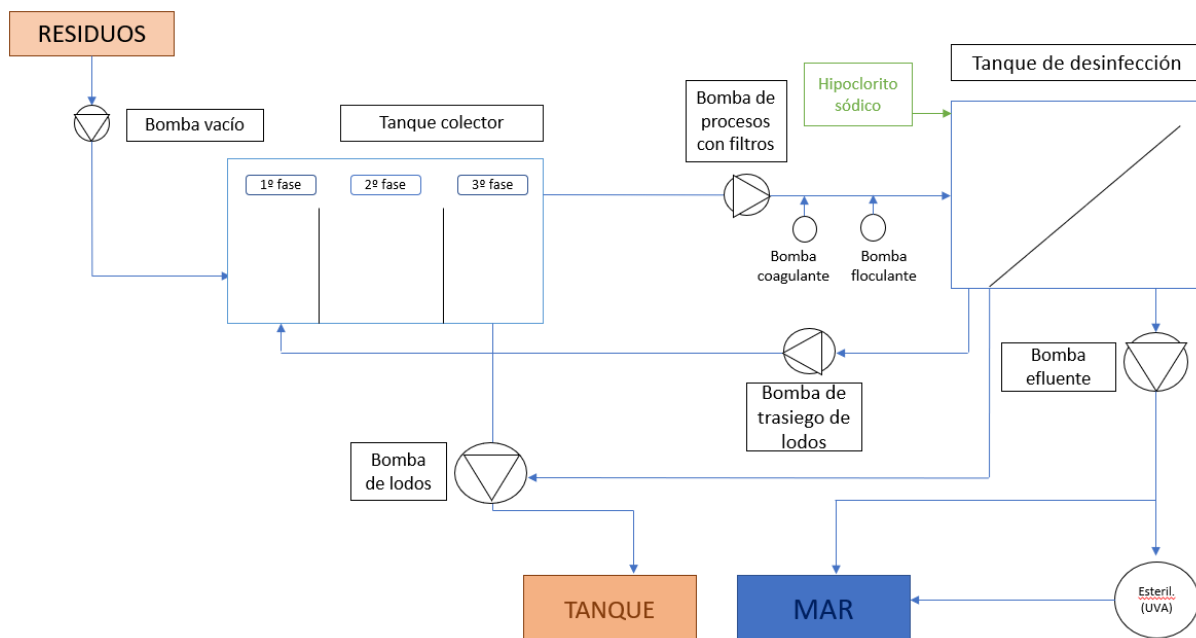 RESIDUOS
Bomba vacío
Tanque colector
1º fase
2º fase
3º fase
Bomba de
procesos
con filtros
Hipoclorito
sódico
Tanque de desinfección
Bomba
coagulante
Bomba
floculante
Bomba de
trasiego de
lodos
Bomba
efluente
Bomba
de lodos
TANQUE
MAR
Esteril.
(UVA)